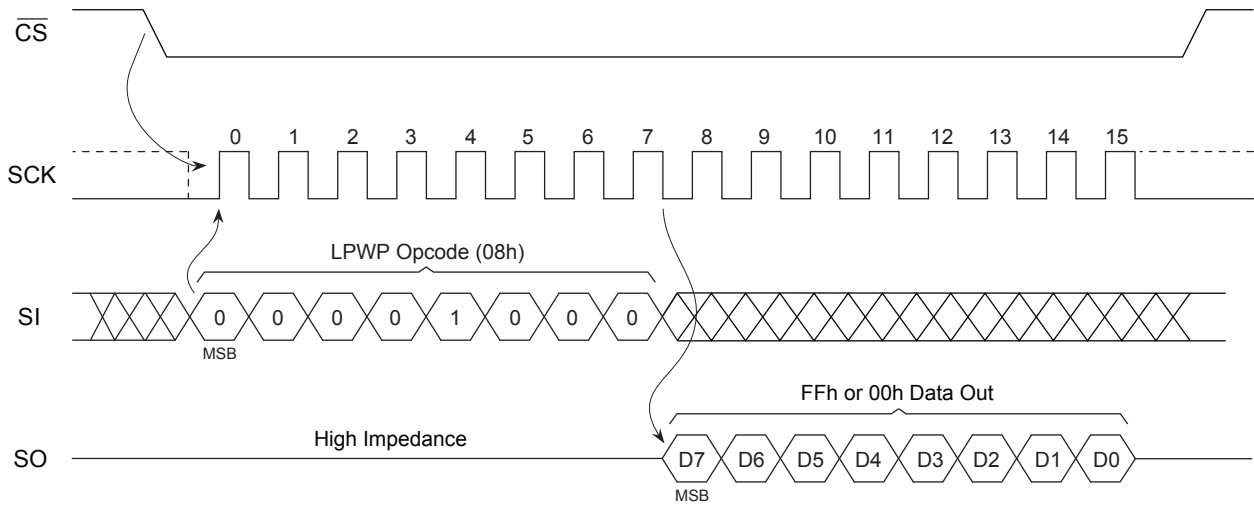 CS
0 1 2 3 4 5 6 7 8 9 10 11 12 13 14 15
SCK
LPWP Opcode (08h)
SI
0 0 0 0 1 0 0 0
MSB
FFh or 00h Data Out
High Impedance
SO
D7 D6 D5 D4 D3 D2 D1 D0
MSB